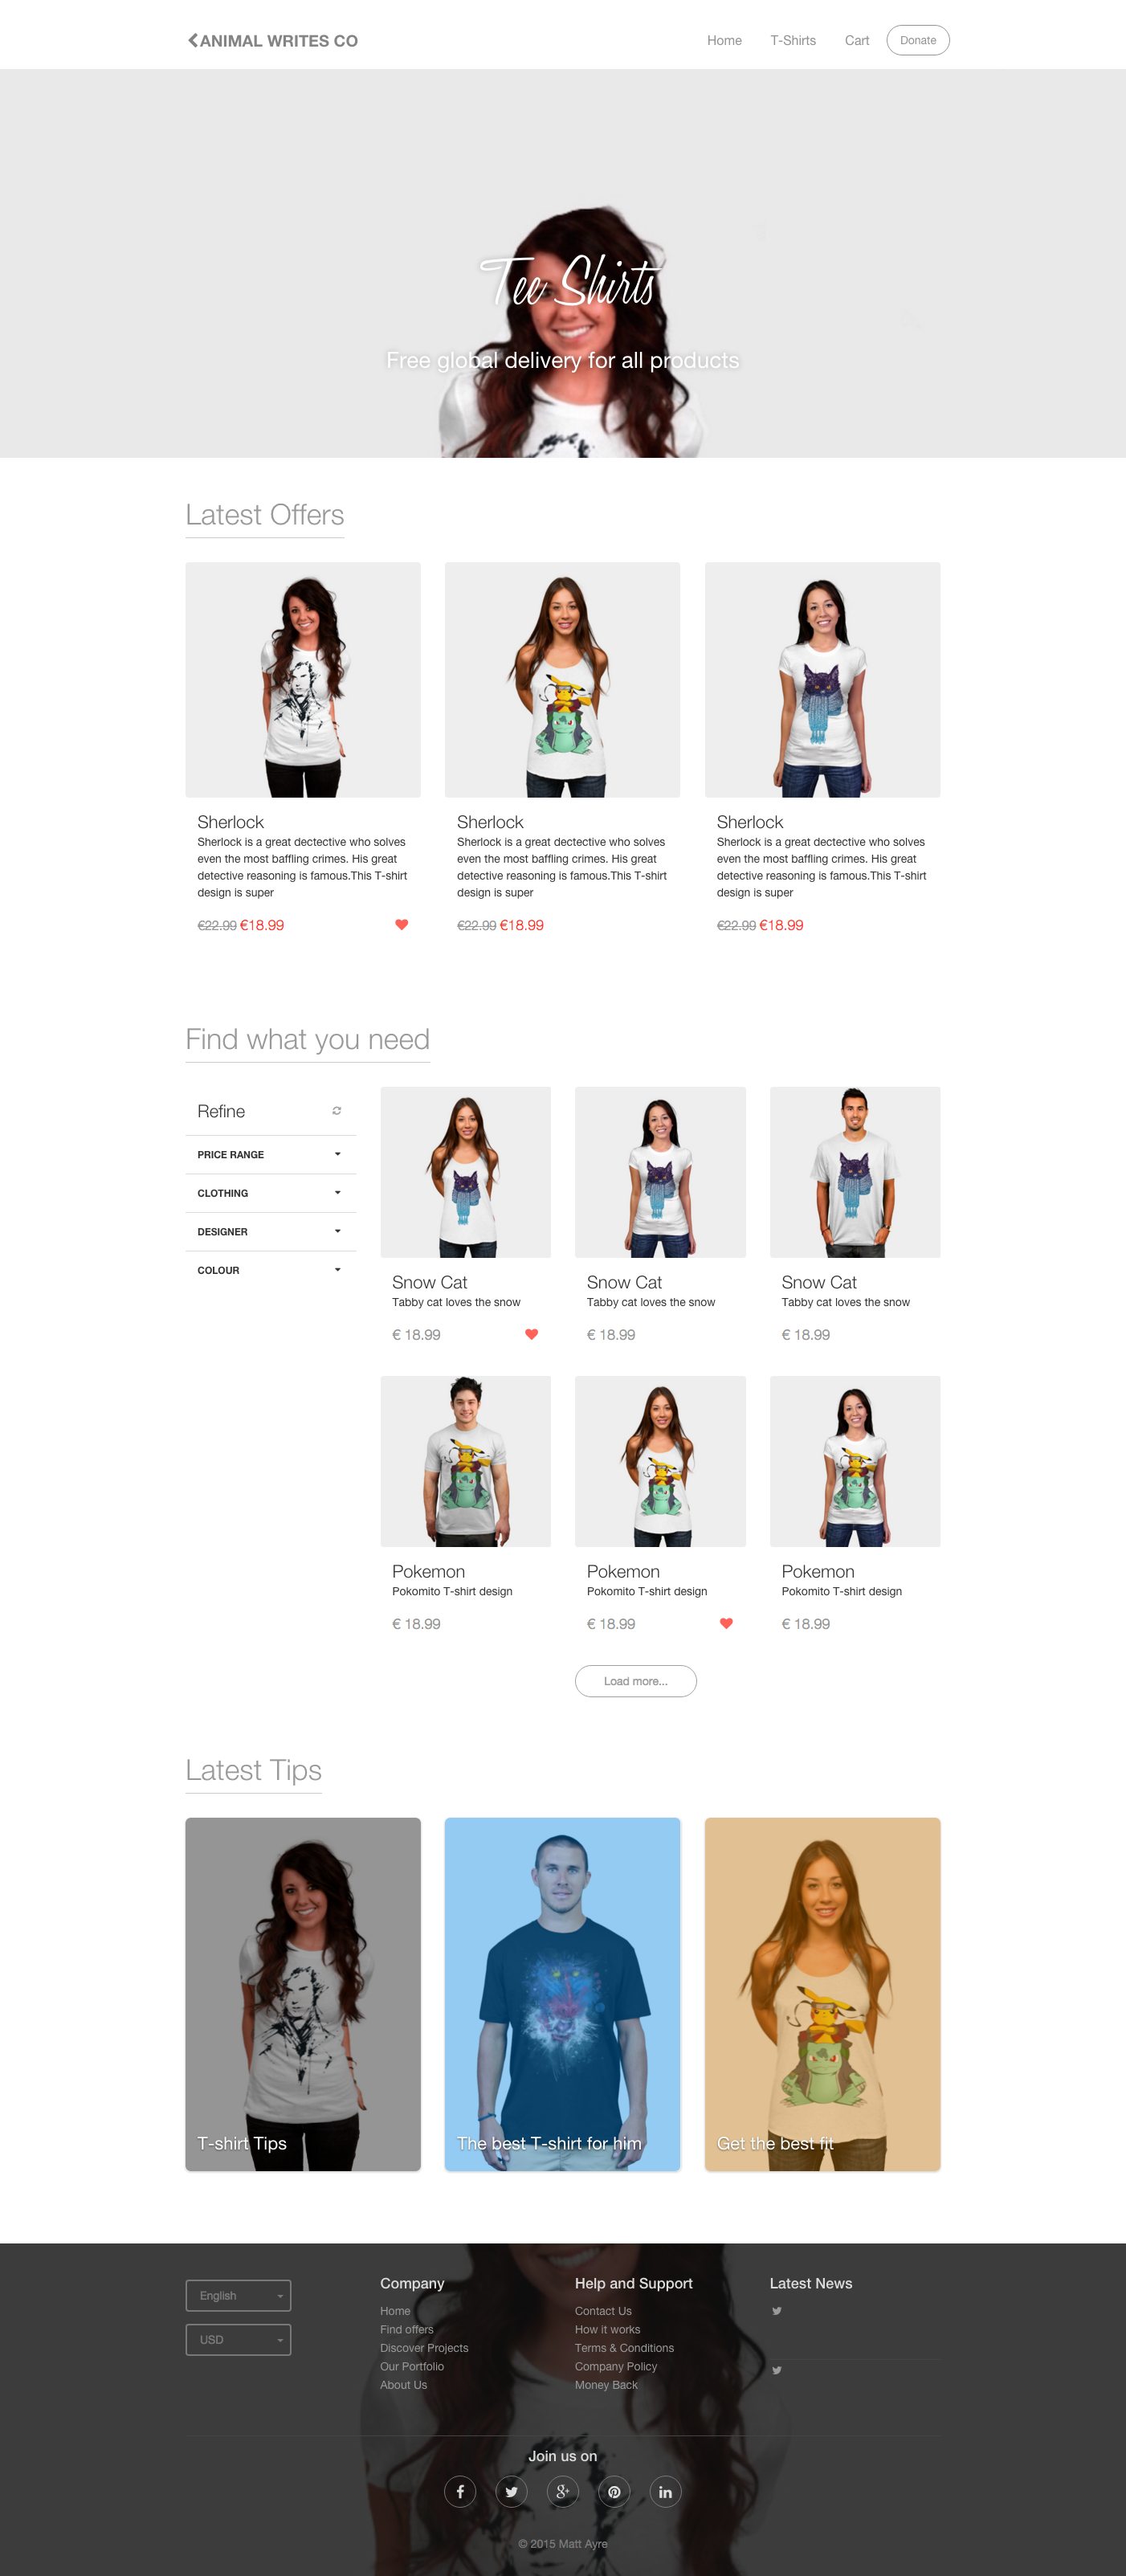 ANIMAL WRITES CO
Home T-Shirts Cart Donate
Tee Shirts
Free global delivery for all products
Latest Offers
Sherlock
Sherlock is a great dectective who solves
even the most baffling crimes. His great
detective reasoning is famous.This T-shirt
design is super
€22.99 €18.99
Sherlock
Sherlock is a great dectective who solves
even the most baffling crimes. His great
detective reasoning is famous.This T-shirt
design is super
€22.99 €18.99
Sherlock
Sherlock is a great dectective who solves
even the most baffling crimes. His great
detective reasoning is famous.This T-shirt
design is super
€22.99 €18.99
Find what you need
Refine
PRICE RANGE
CLOTHING
DESIGNER
COLOUR
Snow Cat
Tabby cat loves the snow
€ 18.99
Snow Cat
Tabby cat loves the snow
€ 18.99
Snow Cat
Tabby cat loves the snow
€ 18.99
Pokemon
Pokomito T-shirt design
€ 18.99
Pokemon
Pokomito T-shirt design
€ 18.99
Pokemon
Pokomito T-shirt design
€ 18.99
Load more...
Latest Tips
T-shirt Tips
The best T-shirt for him
Get the best fit
English
USD
Company
Home
Find offers
Discover Projects
Our Portfolio
About Us
Help and Support
Contact Us
How it works
Terms & Conditions
Company Policy
Money Back
Latest News
Join us on
© 2015 Matt Ayre